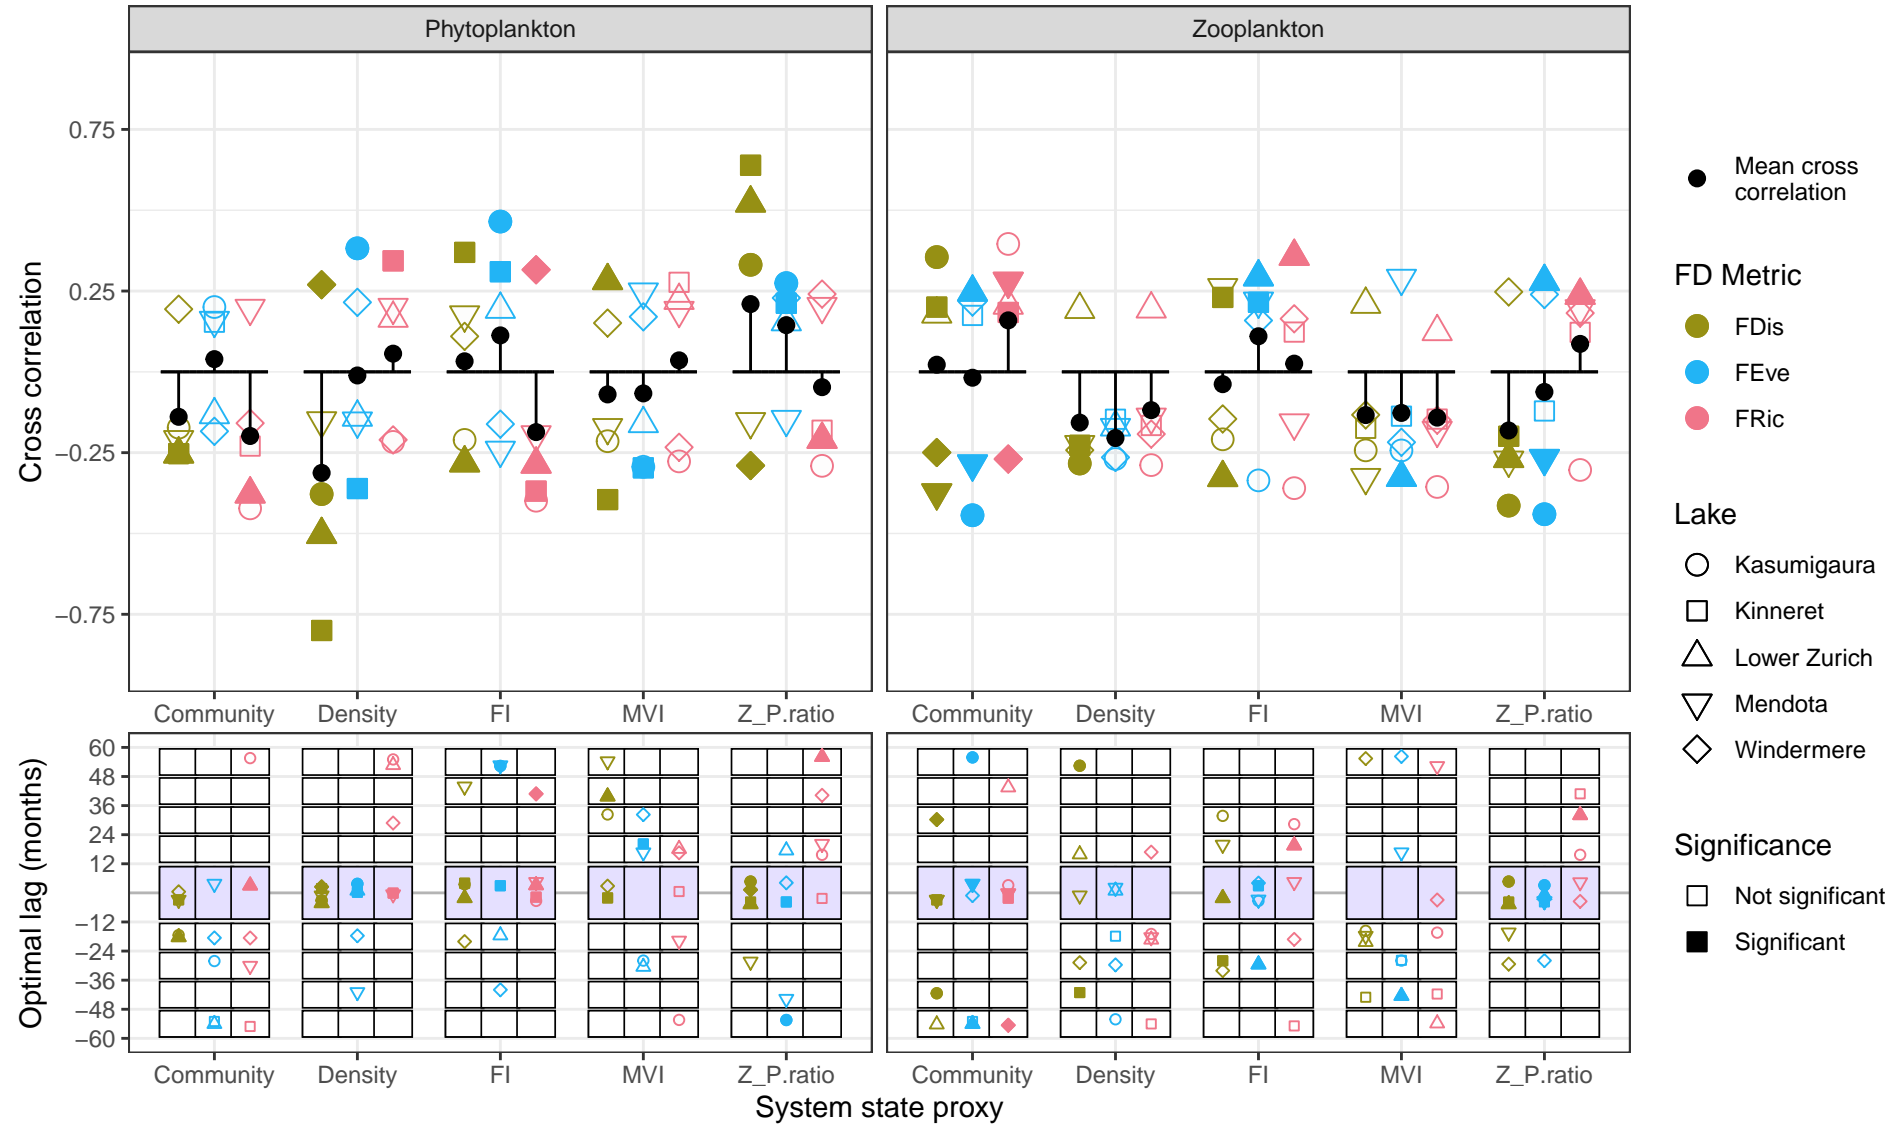 Phytoplankton
Zooplankton
Cross correlation
0.75
0.25
−0.25
−0.75
Community Density FI MVI Z_P.ratio
Community Density FI MVI Z_P.ratio
Optimal lag (months)
60
48
36
24
12
−12
−24
−36
−48
−60
Community Density FI MVI Z_P.ratio
Community Density FI MVI Z_P.ratio
System state proxy
Mean cross
correlation
FD Metric
FDis
FEve
FRic
Lake
Kasumigaura
Kinneret
Lower Zurich
Mendota
Windermere
Significance
Not significant
Significant